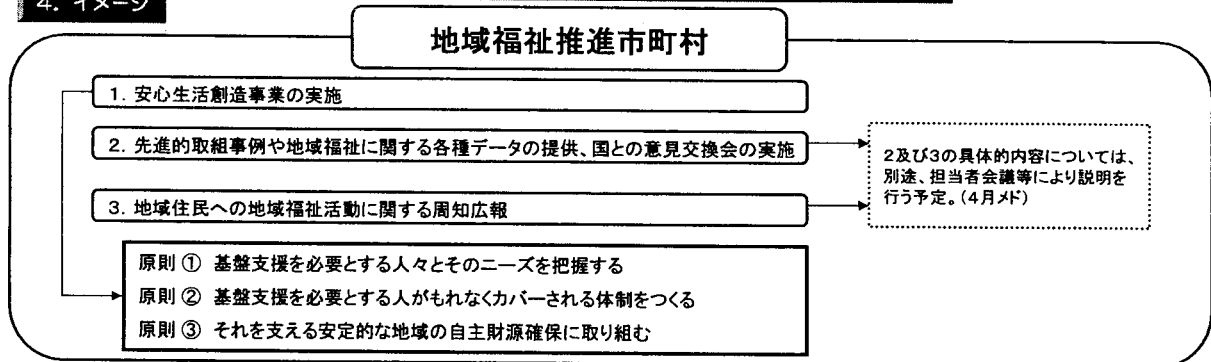 4. イメージ
地域福祉推進市町村
1. 安心生活創造事業の実施
2. 先進的取組事例や地域福祉に関する各種データの提供、国との意見交換会の実施
2及び3の具体的内容については、
別途、担当者会議等により説明を
行う予定。(4月メド)
3. 地域住民への地域福祉活動に関する周知広報
原則① 基盤支援を必要とする人々とそのニーズを把握する
原則② 基盤支援を必要とする人がもれなくカバーされる体制をつくる
原則③ それを支える安定的な地域の自主財源確保に取り組む